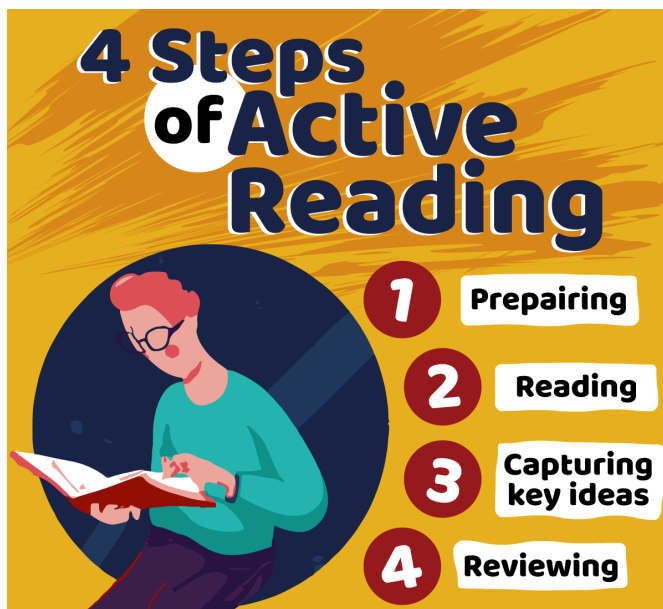 4 Steps
of Active
Reading
1 Prepairing
2 Reading
3 Capturing
key ideas
4 Reviewing